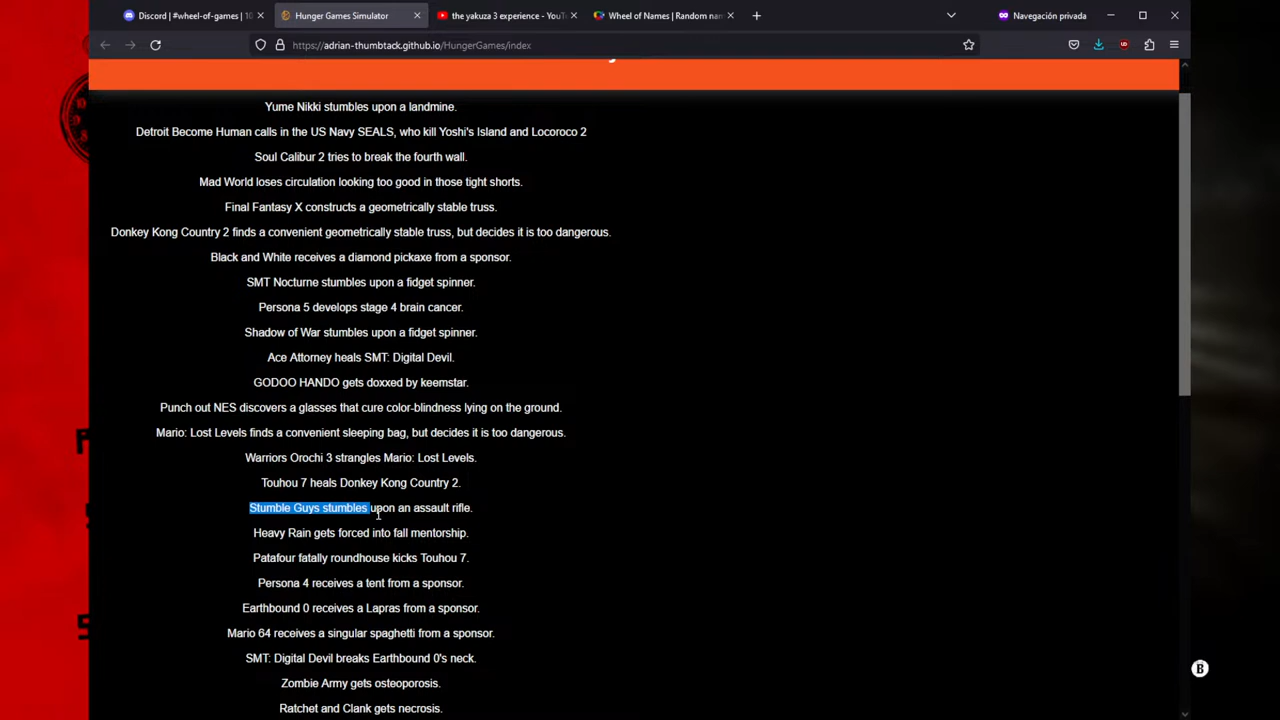 Discord | #wheel-of-games | 10
Hunger Games Simulator
the yakuza 3 experience - YouT
Wheel of Names | Random nam
Navegación privada
https://adrian-thumbtack.github.io/HungerGames/index
Yume Nikki stumbles upon a landmine.
Detroit Become Human calls in the US Navy SEALS, who kill Yoshi's Island and Locoroco 2
Soul Calibur 2 tries to break the fourth wall.
Mad World loses circulation looking too good in those tight shorts.
Final Fantasy X constructs a geometrically stable truss.
Donkey Kong Country 2 finds a convenient geometrically stable truss, but decides it is too dangerous.
Black and White receives a diamond pickaxe from a sponsor.
SMT Nocturne stumbles upon a fidget spinner.
Persona 5 develops stage 4 brain cancer.
Shadow of War stumbles upon a fidget spinner.
Ace Attorney heals SMT: Digital Devil.
GODOO HANDO gets doxxed by keemstar.
Punch out NES discovers a glasses that cure color-blindness lying on the ground.
Mario: Lost Levels finds a convenient sleeping bag, but decides it is too dangerous.
Warriors Orochi 3 strangles Mario: Lost Levels.
Touhou 7 heals Donkey Kong Country 2.
Stumble Guys stumbles upon an assault rifle.
Heavy Rain gets forced into fall mentorship.
Patafour fatally roundhouse kicks Touhou 7.
Persona 4 receives a tent from a sponsor.
Earthbound 0 receives a Lapras from a sponsor.
Mario 64 receives a singular spaghetti from a sponsor.
SMT: Digital Devil breaks Earthbound 0's neck.
B
Zombie Army gets osteoporosis.
Ratchet and Clank gets necrosis.